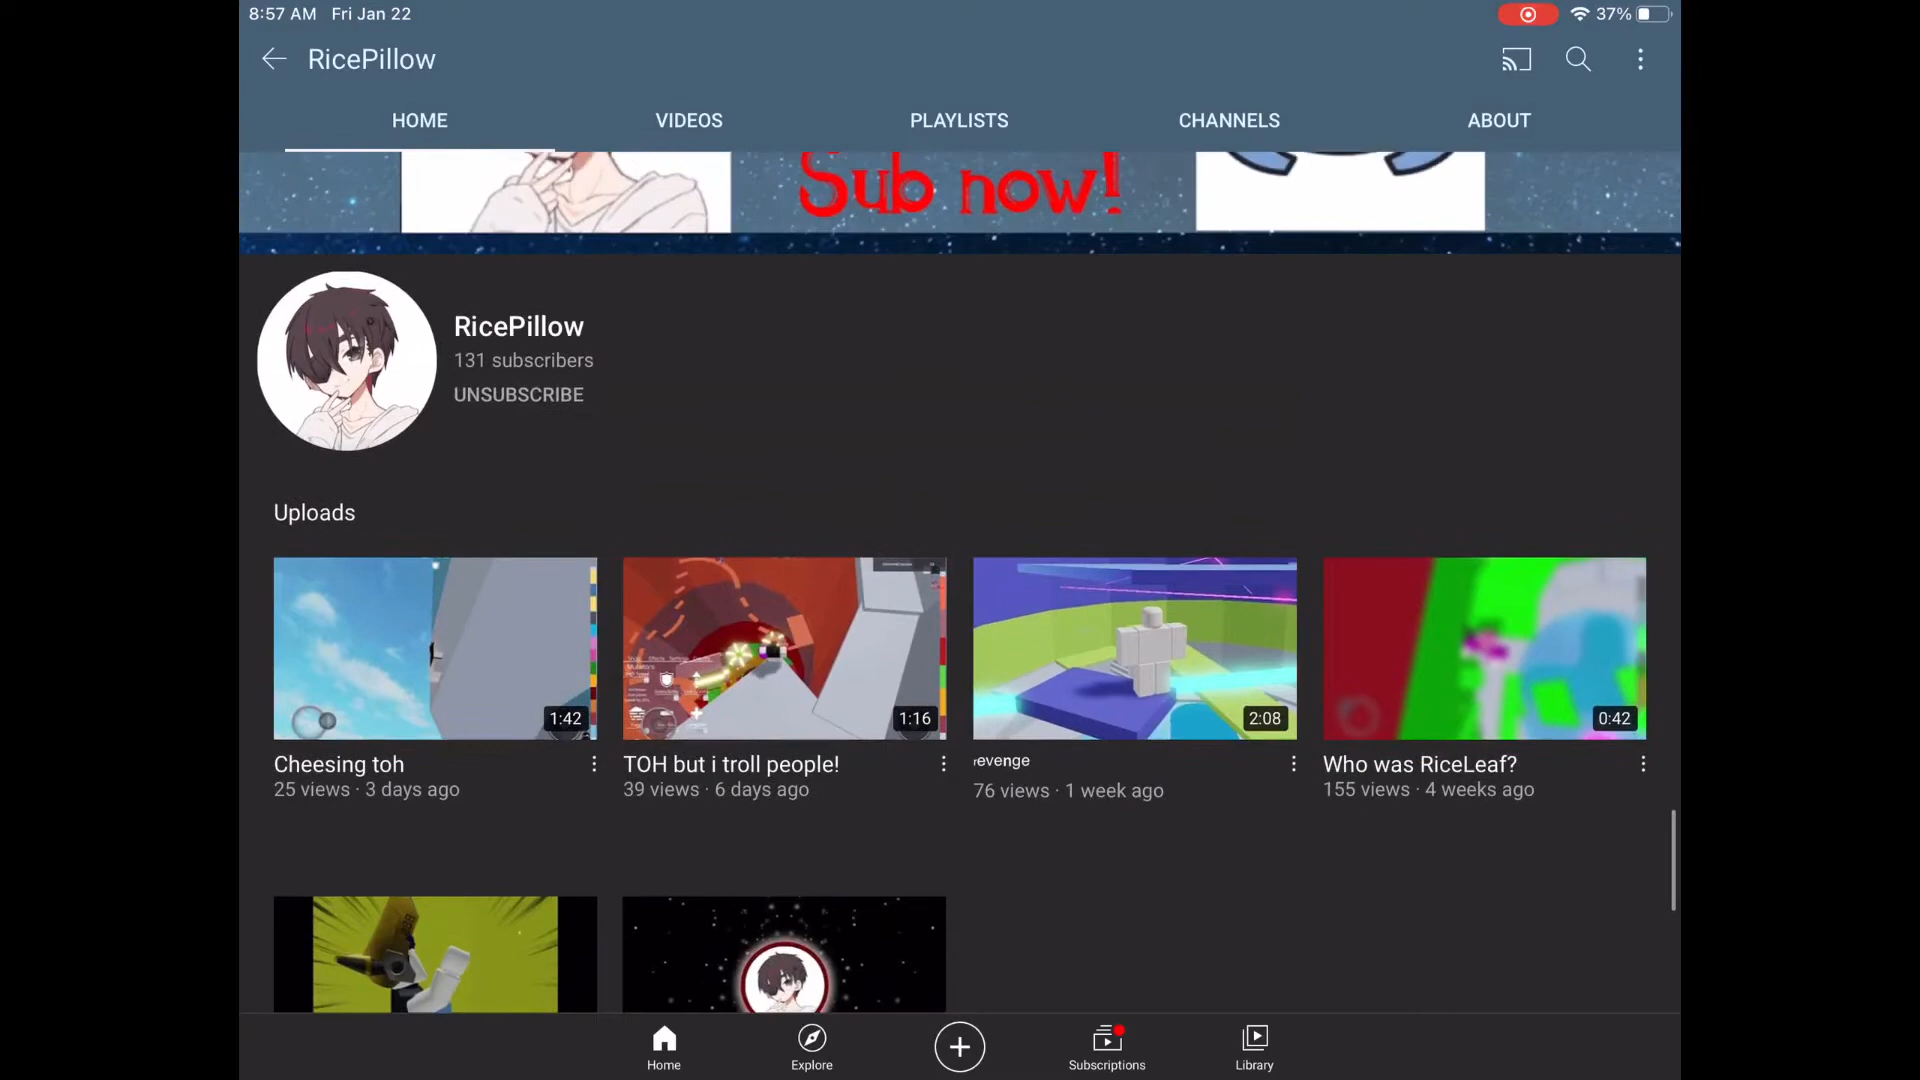 8:57 AM Fri Jan 22
37%
RicePillow
HOME VIDEOS PLAYLISTS CHANNELS ABOUT
Sub now!
RicePillow
131 subscribers
UNSUBSCRIBE
Uploads
1:42 1:16 2:08 0:42
Cheesing toh TOH but i troll people! revenge Who was RiceLeaf?
25 views · 3 days ago 39 views · 6 days ago 76 views · 1 week ago 155 views · 4 weeks ago
Home Explore Subscriptions Library